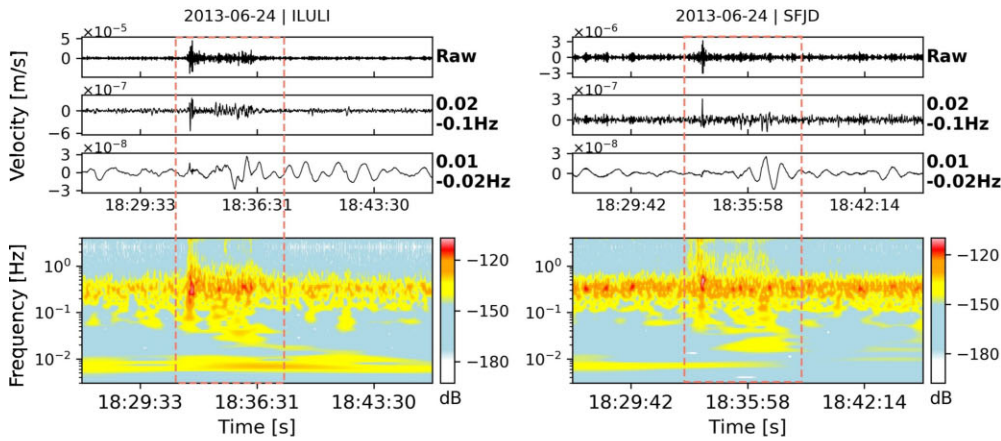 2013-06-24 | ILULI
×10⁻⁵
5
0
Raw
×10⁻⁷
0
−6
0.02
-0.1Hz
×10⁻⁸
3
0
−3
0.01
-0.02Hz
Velocity [m/s]
18:29:33 18:36:31 18:43:30
10⁰
10⁻¹
10⁻²
Frequency [Hz]
18:29:33 18:36:31 18:43:30
Time [s]
−120
−150
−180
dB
2013-06-24 | SFJD
×10⁻⁶
3
0
−3
Raw
×10⁻⁷
3
0
0.02
-0.1Hz
×10⁻⁸
3
0
0.01
-0.02Hz
18:29:42 18:35:58 18:42:14
10⁰
10⁻¹
10⁻²
18:29:42 18:35:58 18:42:14
Time [s]
−120
−150
−180
dB